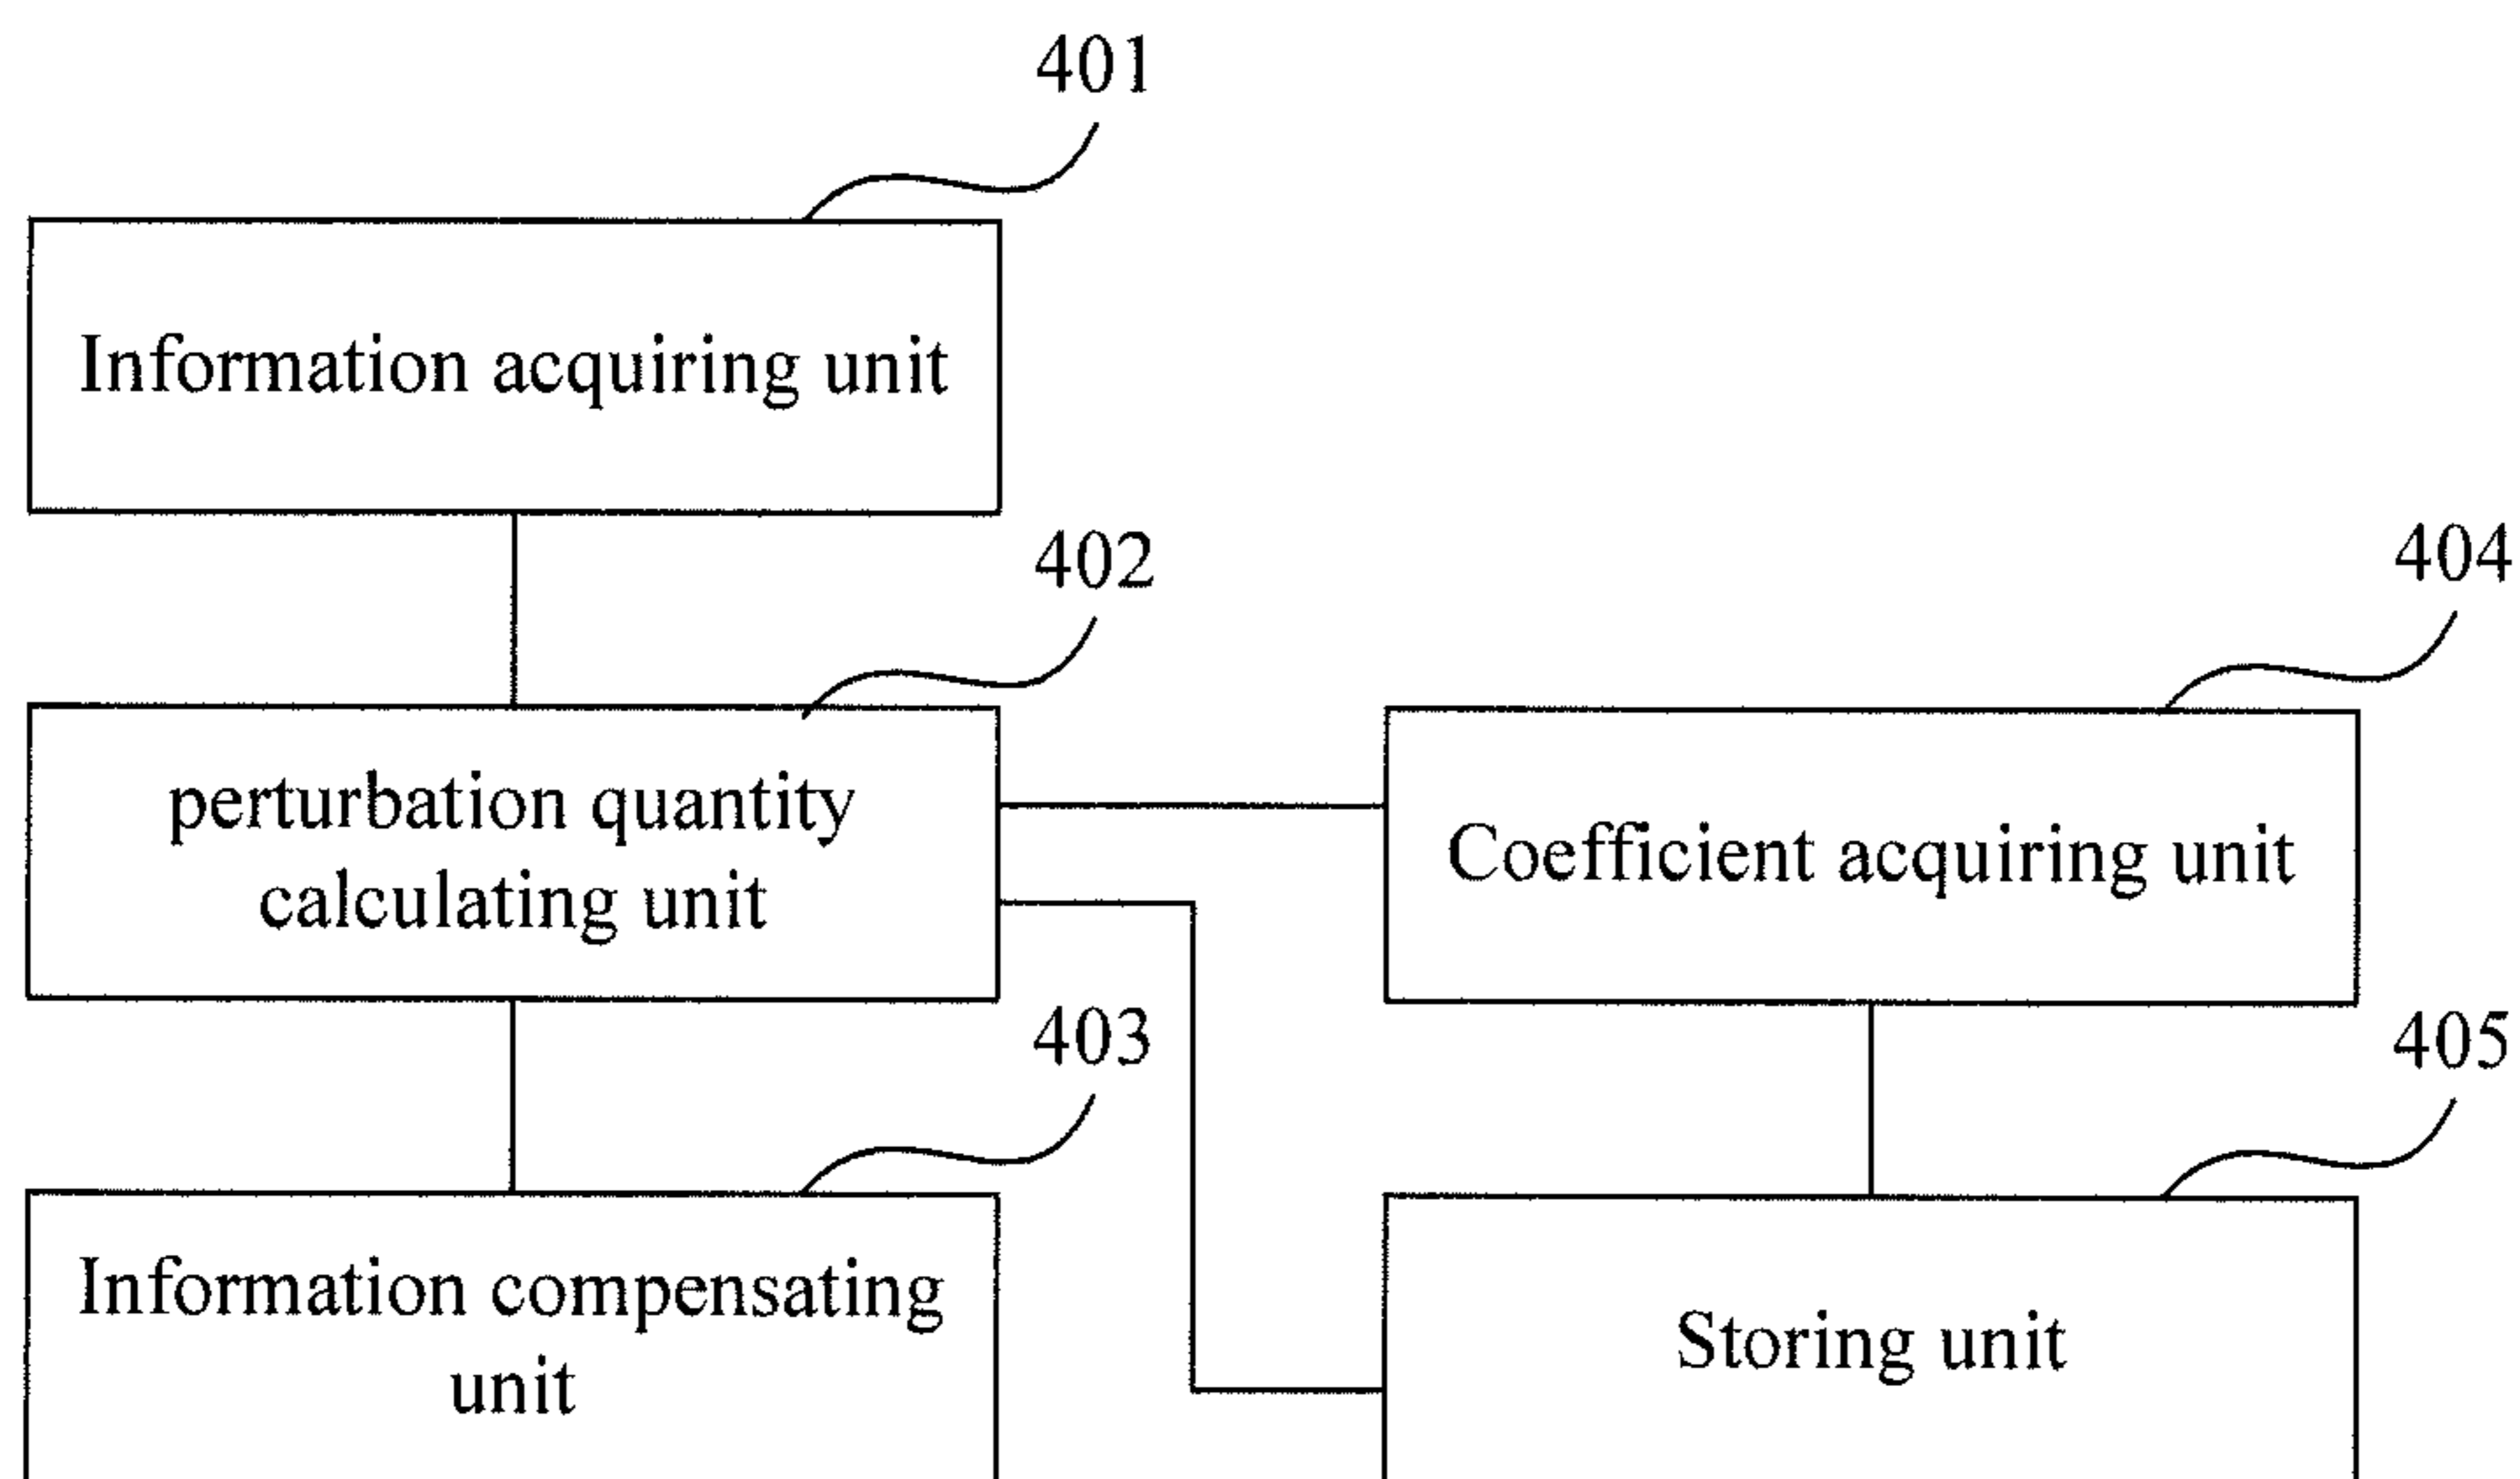 401
Information acquiring unit
402
404
perturbation quantity
calculating unit
Coefficient acquiring unit
403
405
Information compensating
unit
Storing unit